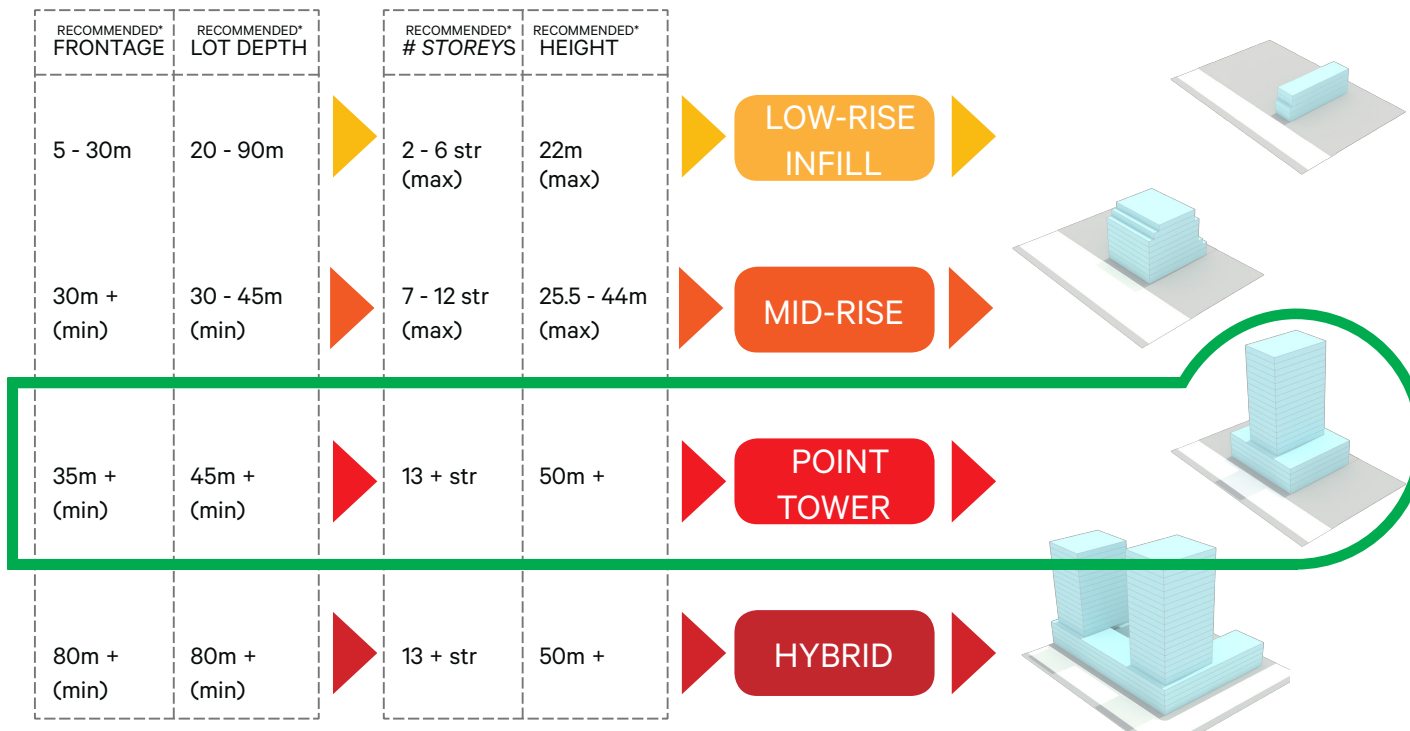 RECOMMENDED* RECOMMENDED* RECOMMENDED* RECOMMENDED*
FRONTAGE LOT DEPTH # STOREYS HEIGHT
5 - 30m 20 - 90m 2 - 6 str 22m
(max) (max)
LOW-RISE
INFILL
30m + 30 - 45m 7 - 12 str 25.5 - 44m
(min) (min) (max) (max)
MID-RISE
35m + 45m + 13 + str 50m +
(min) (min)
POINT
TOWER
80m + 80m + 13 + str 50m +
(min) (min)
HYBRID